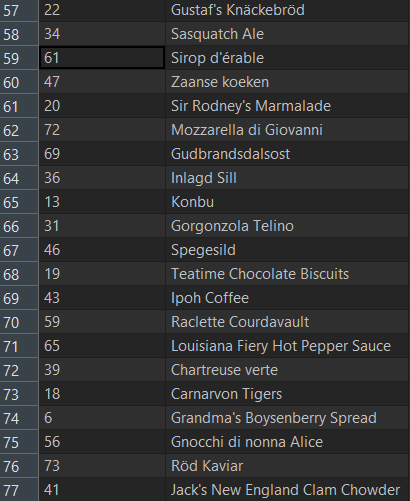 57 22 Gustaf's Knäckebröd
58 34 Sasquatch Ale
59 61 Sirop d'érable
60 47 Zaanse koeken
61 20 Sir Rodney's Marmalade
62 72 Mozzarella di Giovanni
63 69 Gudbrandsdalsost
64 36 Inlagd Sill
65 13 Konbu
66 31 Gorgonzola Telino
67 46 Spegesild
68 19 Teatime Chocolate Biscuits
69 43 Ipoh Coffee
70 59 Raclette Courdavault
71 65 Louisiana Fiery Hot Pepper Sauce
72 39 Chartreuse verte
73 18 Carnarvon Tigers
74 6 Grandma's Boysenberry Spread
75 56 Gnocchi di nonna Alice
76 73 Röd Kaviar
77 41 Jack's New England Clam Chowder